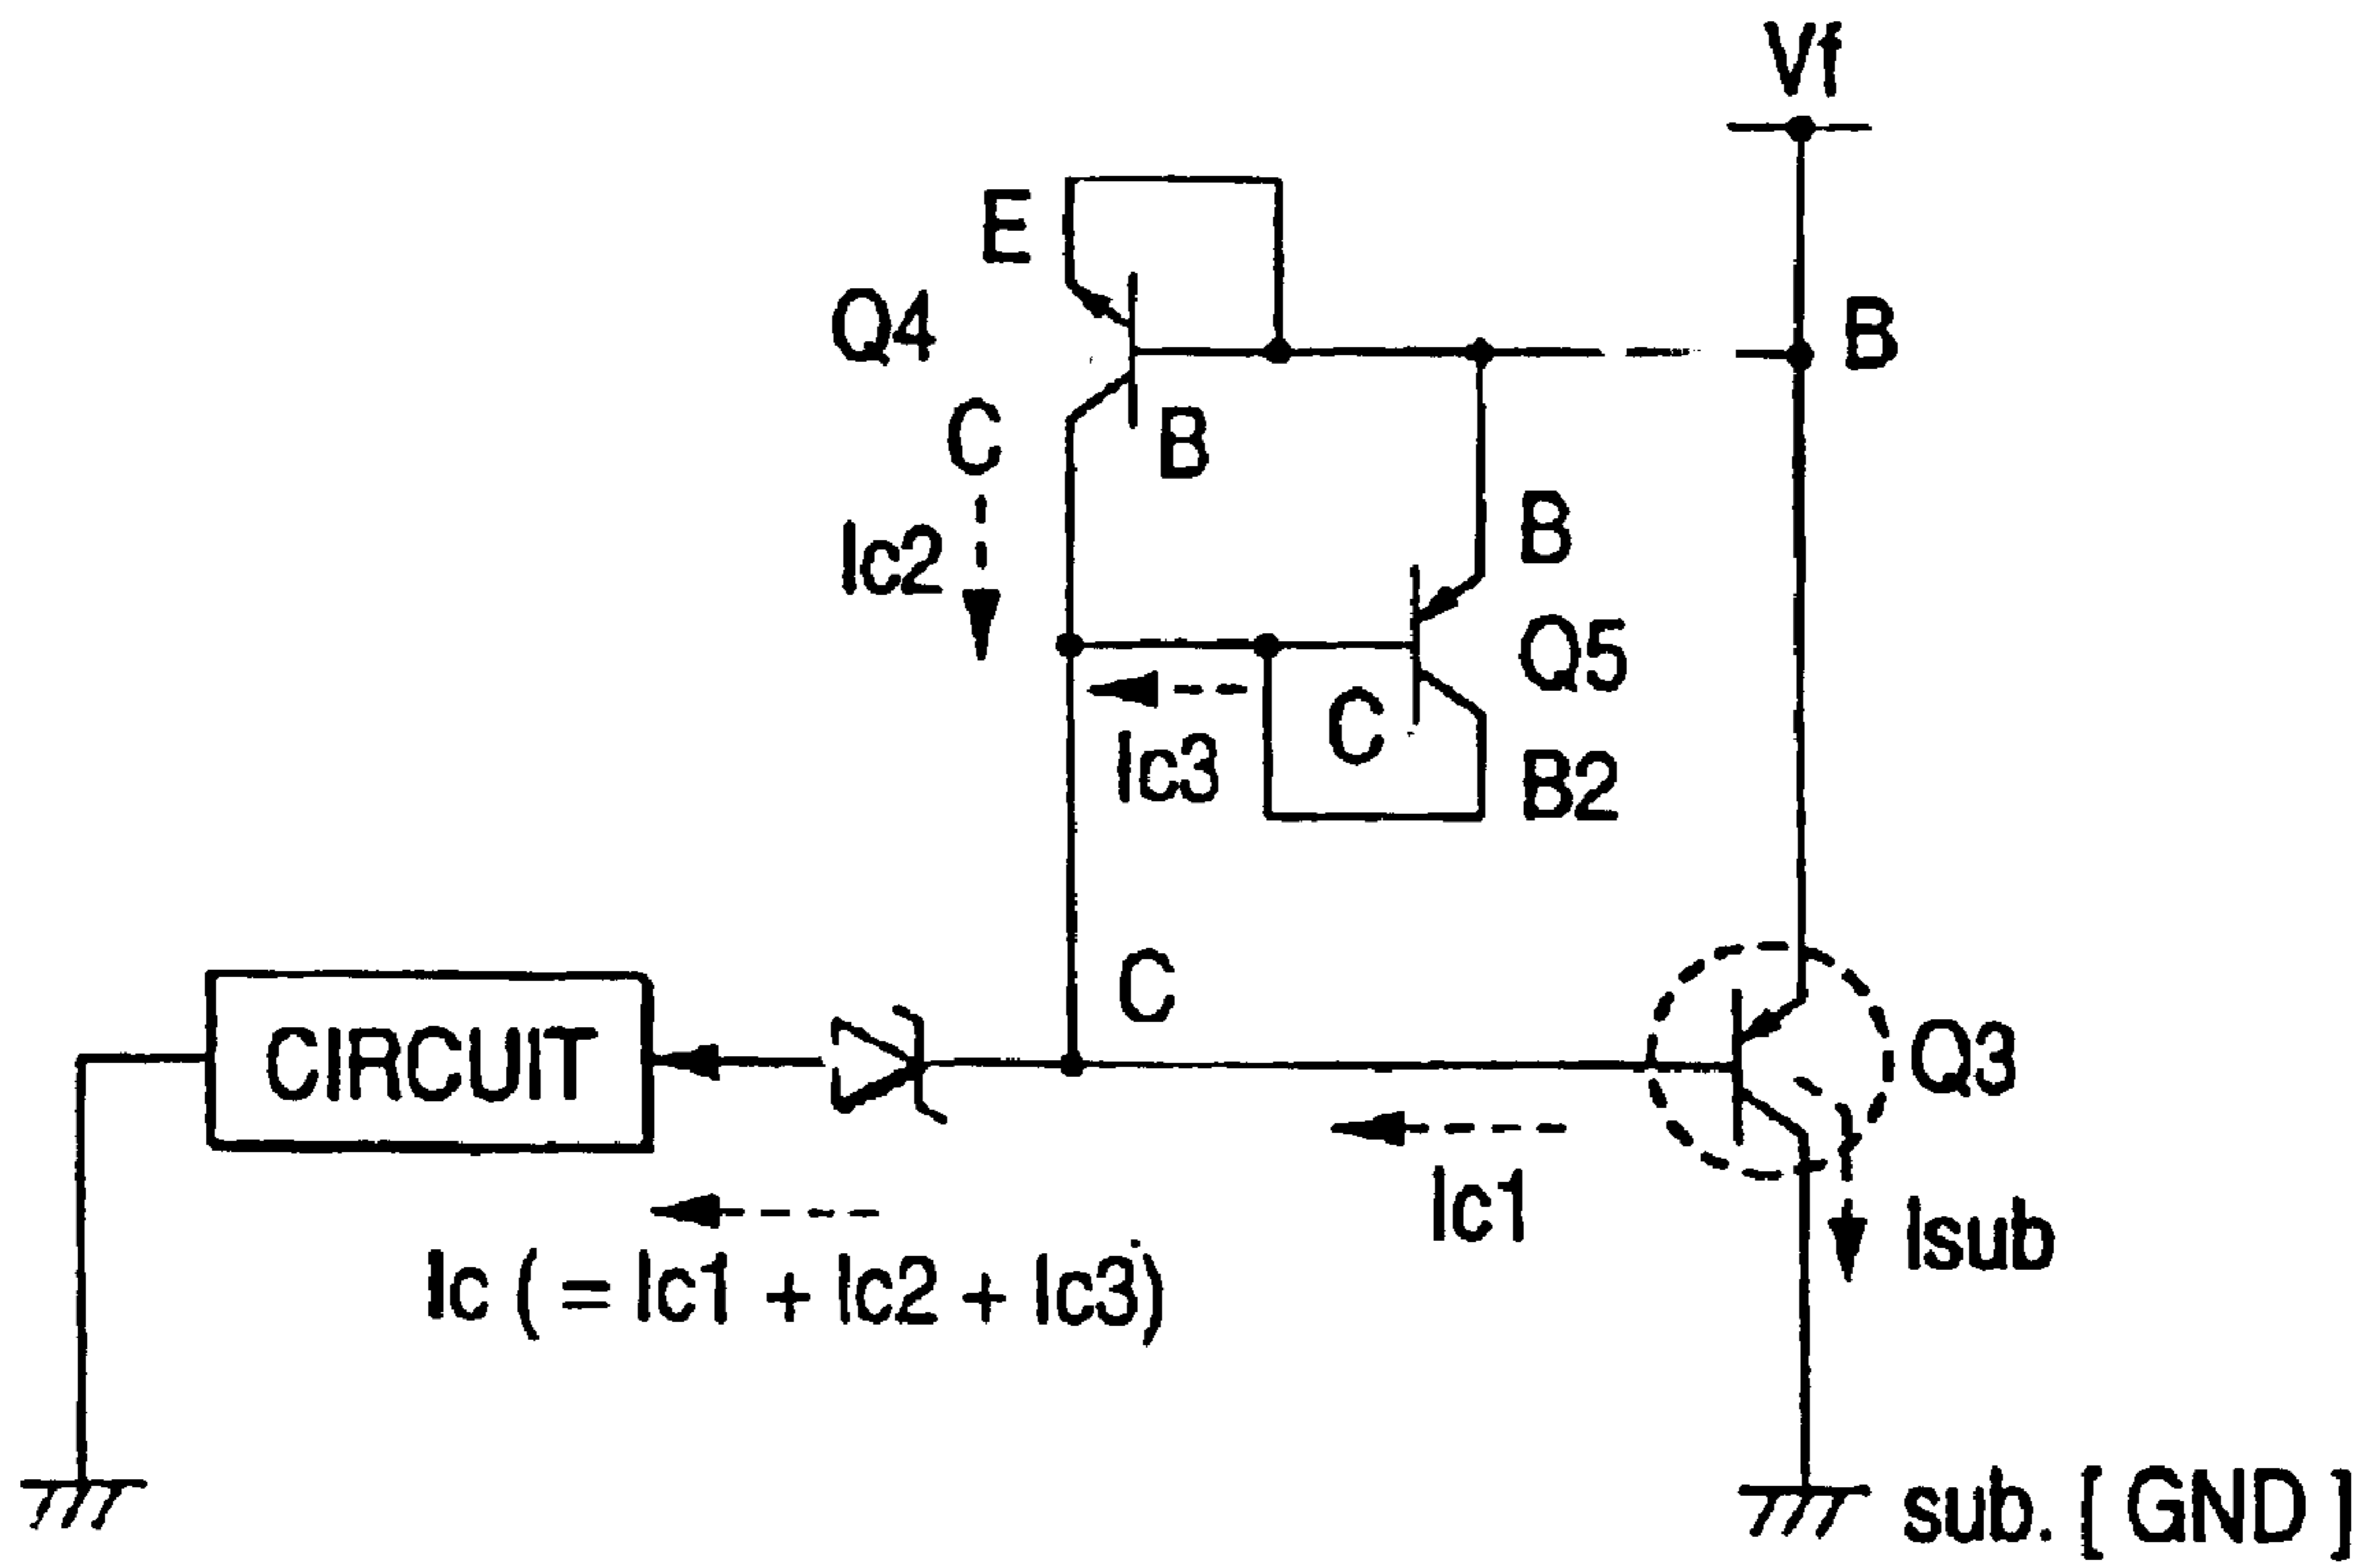 Vf
E
Q4
B
C
B
Ic2
B
Q5
C
Ic3
B2
C
CIRCUIT
Q3
Ic1
Isub
Ic ( = Ic1 + Ic2 + Ic3 )
sub. [ GND ]